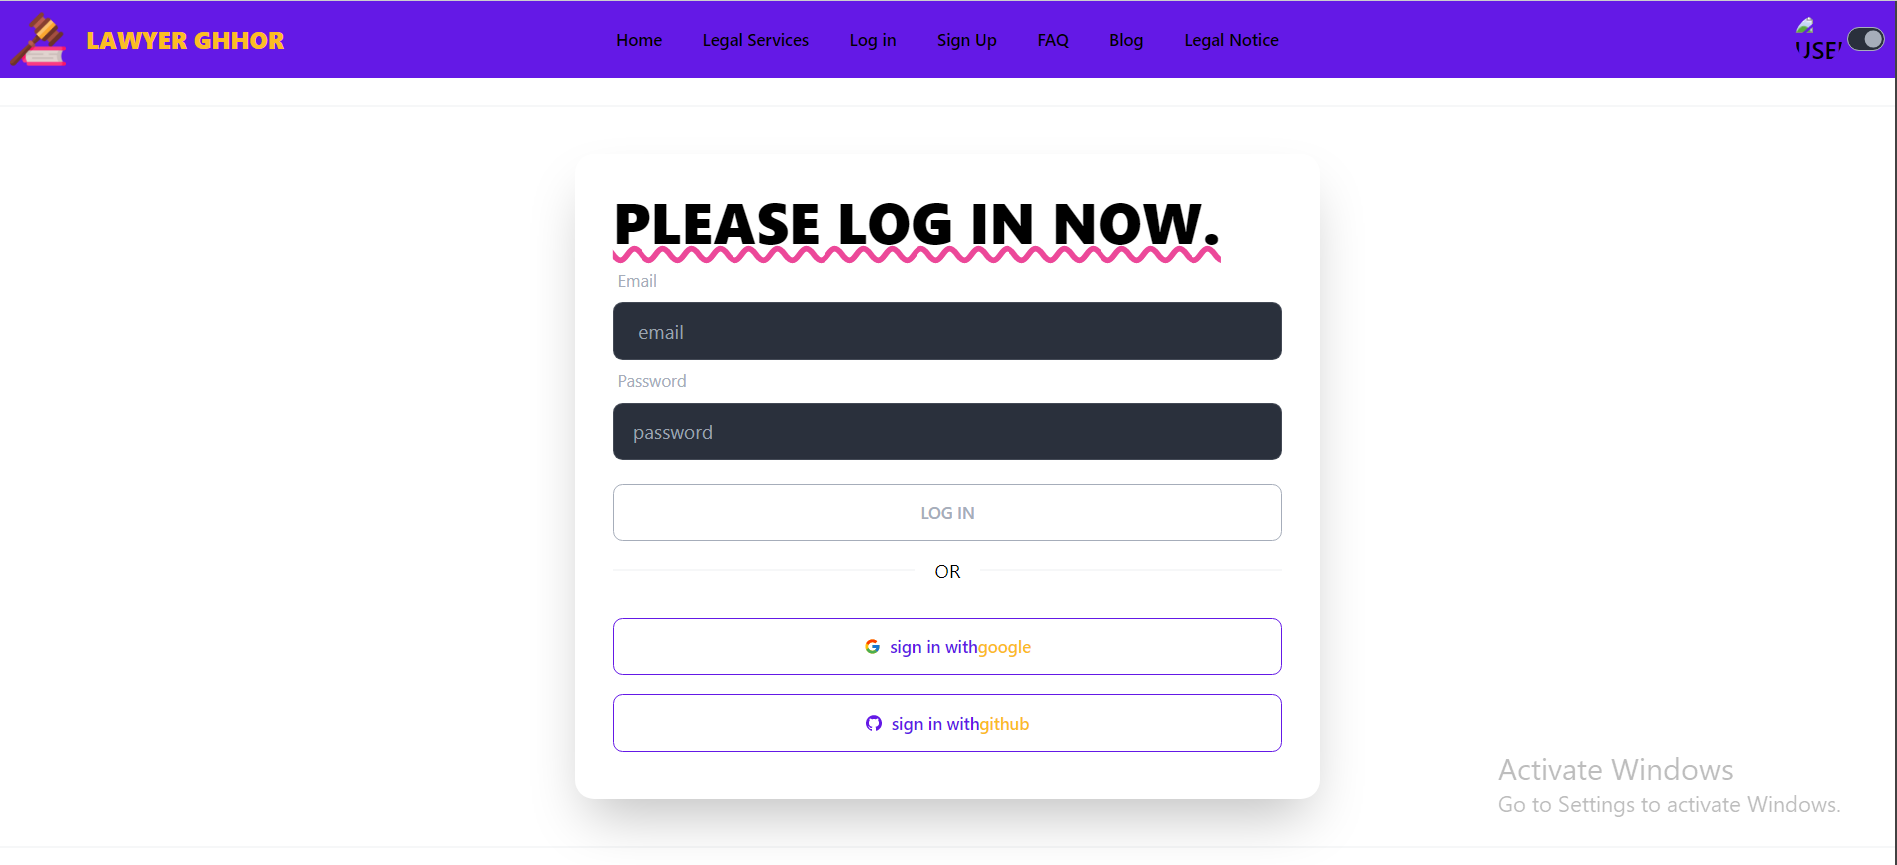 LAWYER GHHOR
Home Legal Services Log in Sign Up FAQ Blog Legal Notice
USE
PLEASE LOG IN NOW.
Email
email
Password
password
LOG IN
OR
sign in withgoogle
sign in withgithub
Activate Windows
Go to Settings to activate Windows.